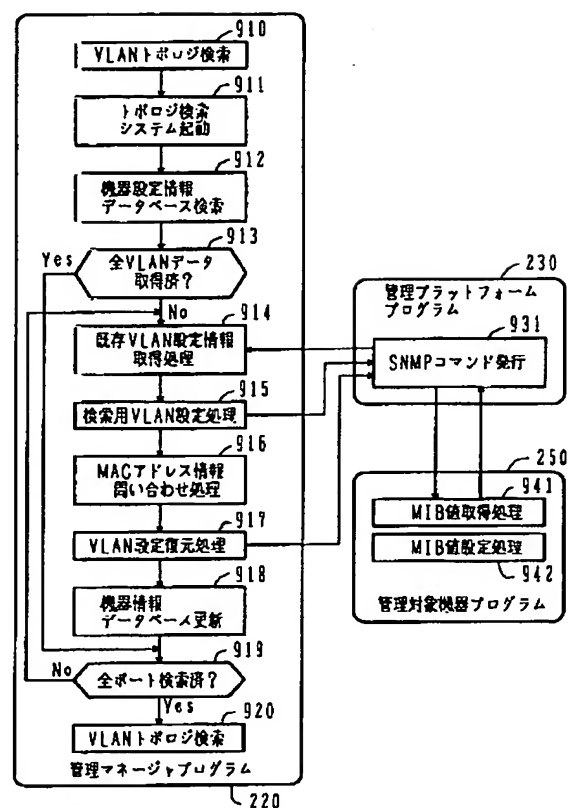 910
VLANトポロジ検索
911
トポロジ検索
システム起動
912
機器設定情報
データベース検索
913
Yes
全VLANデータ
取得済?
No
914
既存VLAN設定情報
取得処理
915
検索用VLAN設定処理
916
MACアドレス情報
問い合わせ処理
917
VLAN設定復元処理
918
機器情報
データベース更新
919
No
全ポート検索済?
Yes
920
VLANトポロジ検索
管理マネージャプログラム
220
230
管理プラットフォーム
プログラム
931
SNMPコマンド発行
250
941
MIB値取得処理
MIB値設定処理
942
管理対象機器プログラム